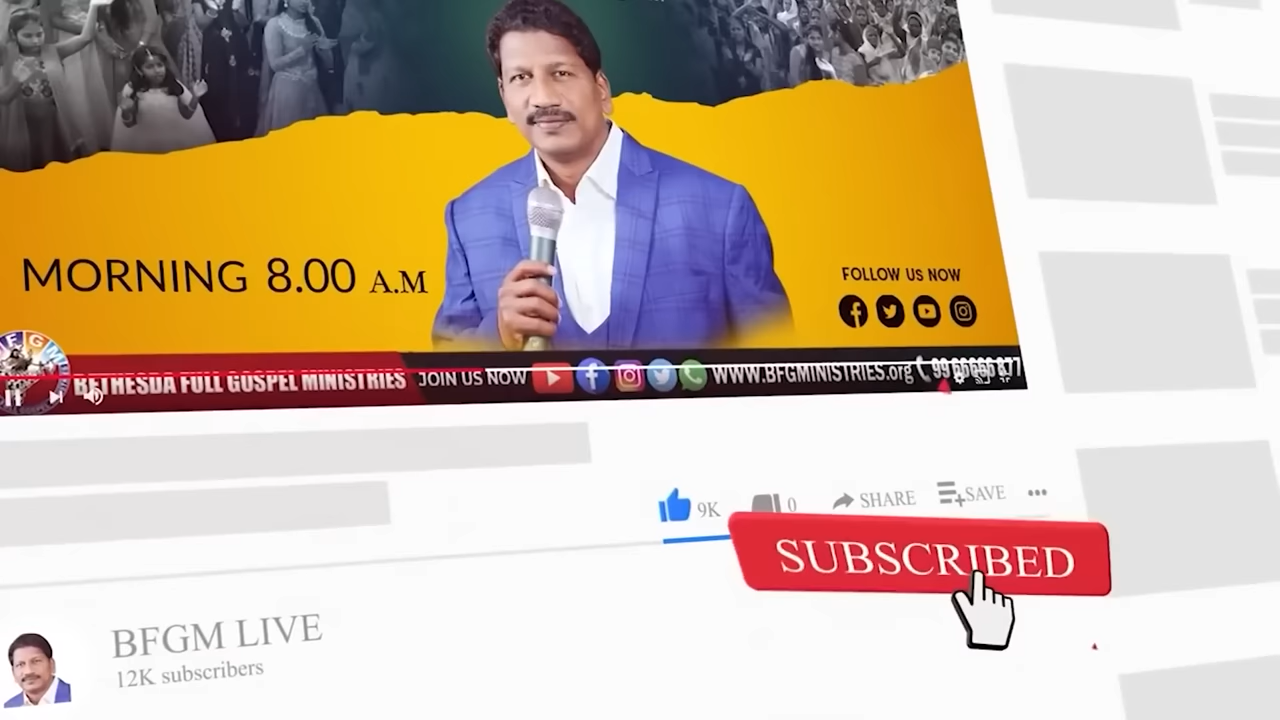 MORNING 8.00 A.M
FOLLOW US NOW
BETHESDA FULL GOSPEL MINISTRIES JOIN US NOW WWW.BFGMINISTRIES.org
9K 0 SHARE SAVE
SUBSCRIBED
BFGM LIVE
12K subscribers